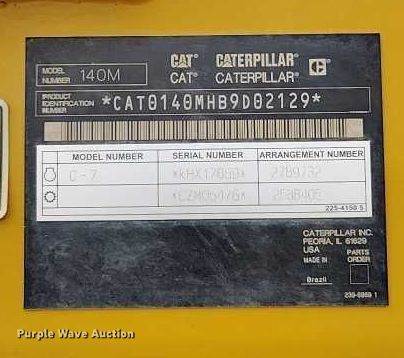 CAT® CATERPILLAR®
MODEL NUMBER 140M
CAT® CATERPILLAR®
PRODUCT IDENTIFICATION NUMBER *CAT0140MHB9D02129*
MODEL NUMBER SERIAL NUMBER ARRANGEMENT NUMBER
C-7 2789732
225-4150 5
CATERPILLAR INC.
PEORIA, IL 61629
USA
MADE IN PARTS ORDER
Brazil
Purple Wave Auction